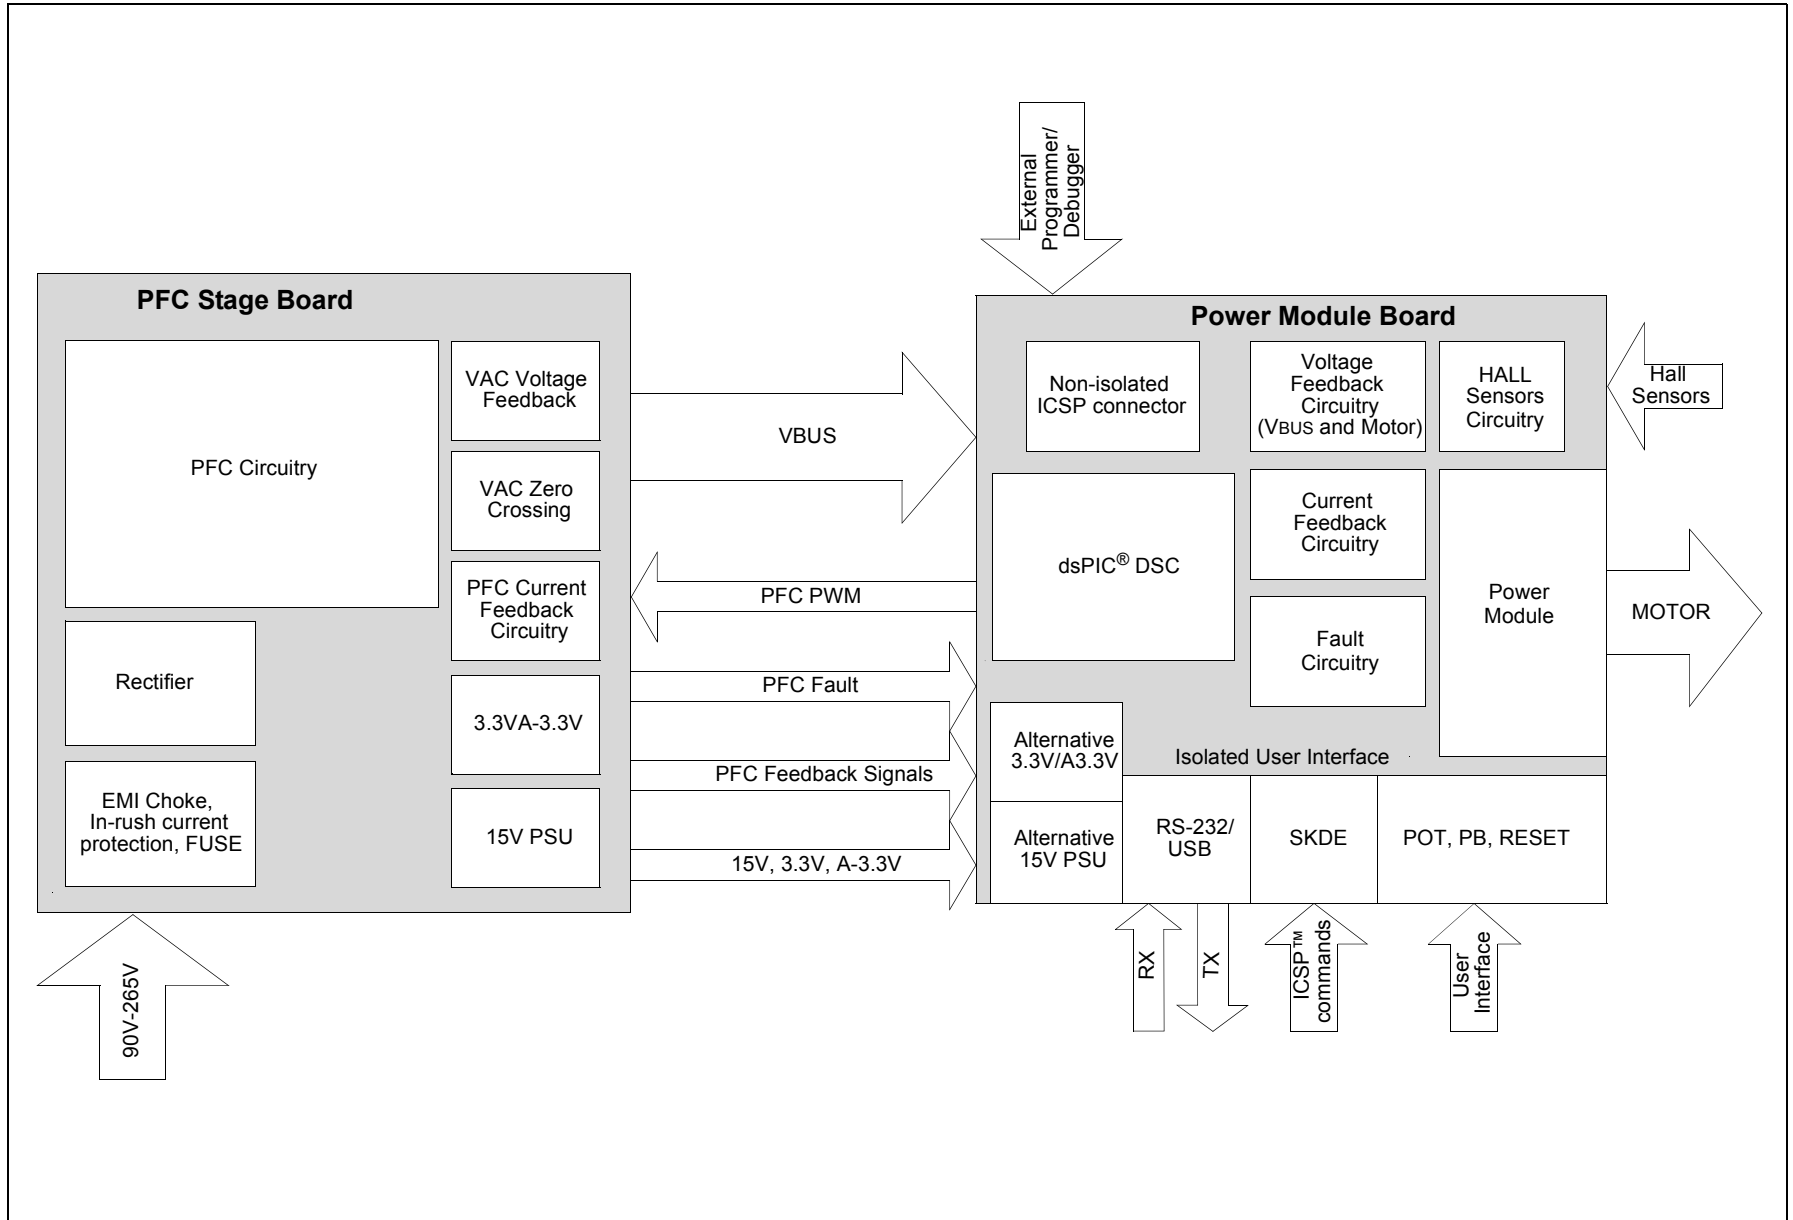 External
Programmer/
Debugger
PFC Stage Board
PFC Circuitry
VAC Voltage
Feedback
VAC Zero
Crossing
PFC Current
Feedback
Circuitry
Rectifier
3.3VA-3.3V
EMI Choke,
In-rush current
protection, FUSE
15V PSU
90V-265V
VBUS
PFC PWM
PFC Fault
PFC Feedback Signals
15V, 3.3V, A-3.3V
Power Module Board
Non-isolated
ICSP connector
Voltage
Feedback
Circuitry
(VBUS and Motor)
HALL
Sensors
Circuitry
Hall
Sensors
dsPIC® DSC
Current
Feedback
Circuitry
Fault
Circuitry
Power
Module
MOTOR
Alternative
3.3V/A3.3V
Isolated User Interface
Alternative
15V PSU
RS-232/
USB
SKDE
POT, PB, RESET
RX
TX
ICSP™
commands
User
Interface